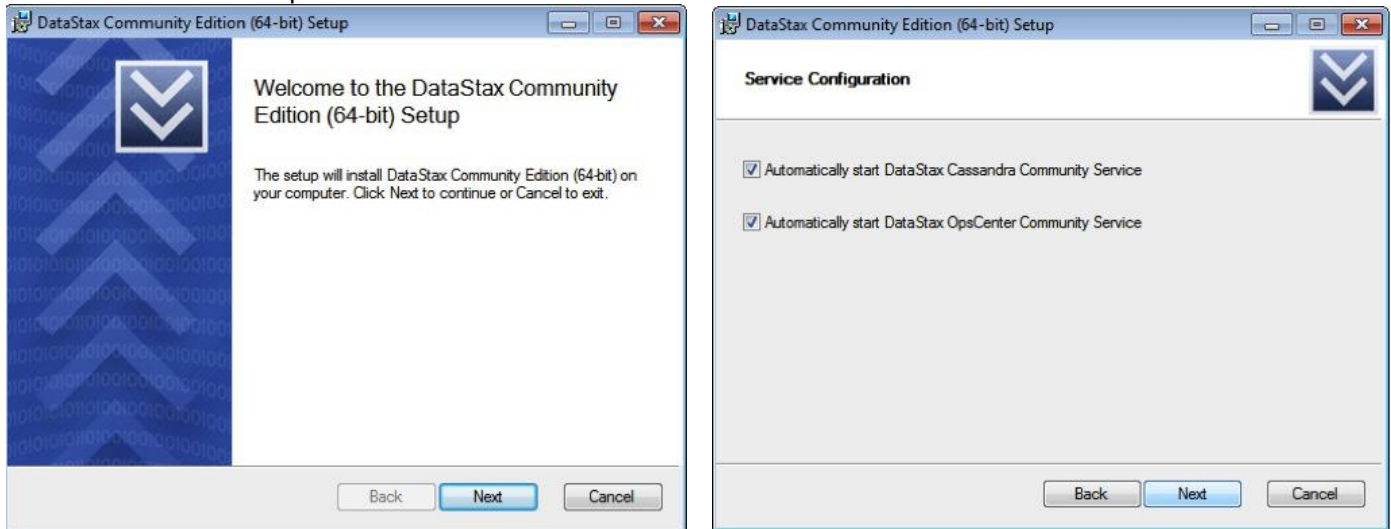 DataStax Community Edition (64-bit) Setup
Welcome to the DataStax Community
Edition (64-bit) Setup
The setup will install DataStax Community Edition (64-bit) on
your computer. Click Next to continue or Cancel to exit.
Back Next Cancel
DataStax Community Edition (64-bit) Setup
Service Configuration
Automatically start DataStax Cassandra Community Service
Automatically start DataStax OpsCenter Community Service
Back Next Cancel